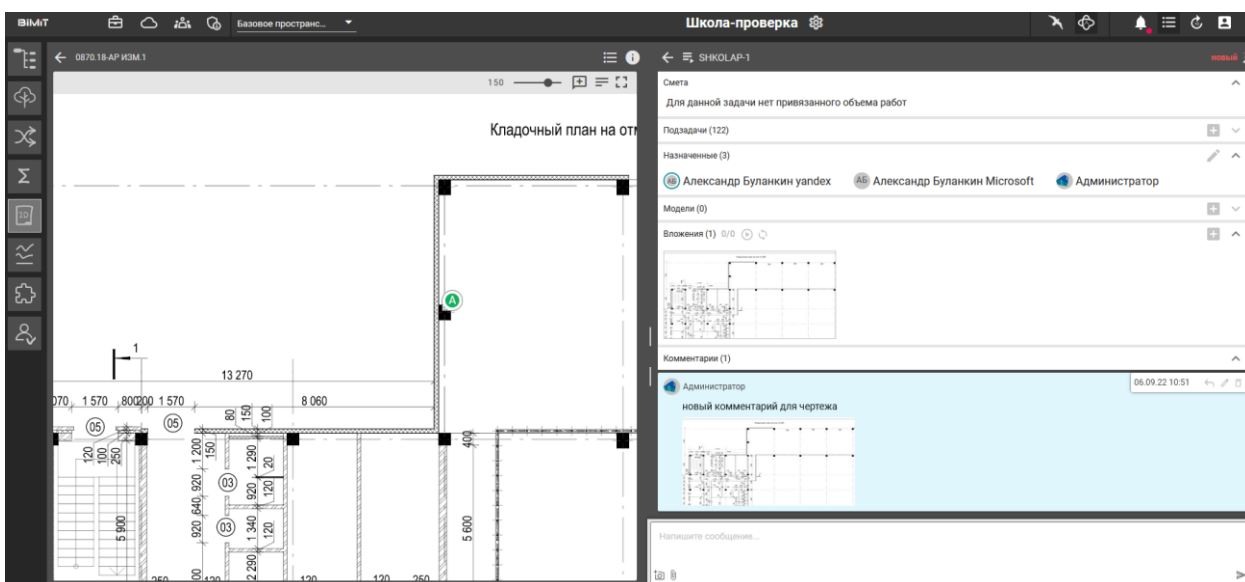 BIMIT
Базовое пространс...
Школа-проверка
0870.18-АР ИЗМ.1
SHKOLAP-1
новый
150
Смета
Для данной задачи нет привязанного объема работ
Кладочный план на отм
Подзадачи (122)
Назначенные (3)
АБ Александр Буланкин yandex
АБ Александр Буланкин Microsoft
Администратор
Модели (0)
Вложения (1) 0/0
A
Комментарии (1)
Администратор
06.09.22 10:51
новый комментарий для чертежа
1
13 270
070
1 570
800
200
1 570
8 060
05
05
80
150
100
120
100
250
1 200
150
1 290
20
400
920
03
920
120
640
5 900
920
03
1 340
120
5 600
2 290
250
120
120
120
250
Напишите сообщение...
2D